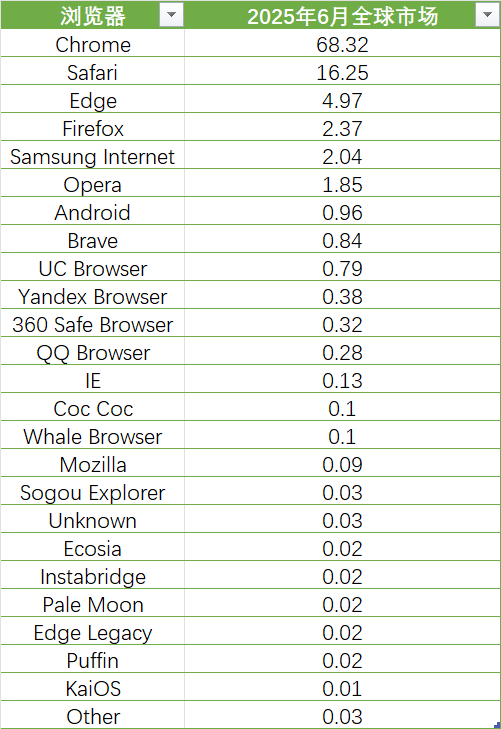 浏览器 2025年6月全球市场
Chrome 68.32
Safari 16.25
Edge 4.97
Firefox 2.37
Samsung Internet 2.04
Opera 1.85
Android 0.96
Brave 0.84
UC Browser 0.79
Yandex Browser 0.38
360 Safe Browser 0.32
QQ Browser 0.28
IE 0.13
Coc Coc 0.1
Whale Browser 0.1
Mozilla 0.09
Sogou Explorer 0.03
Unknown 0.03
Ecosia 0.02
Instabridge 0.02
Pale Moon 0.02
Edge Legacy 0.02
Puffin 0.02
KaiOS 0.01
Other 0.03